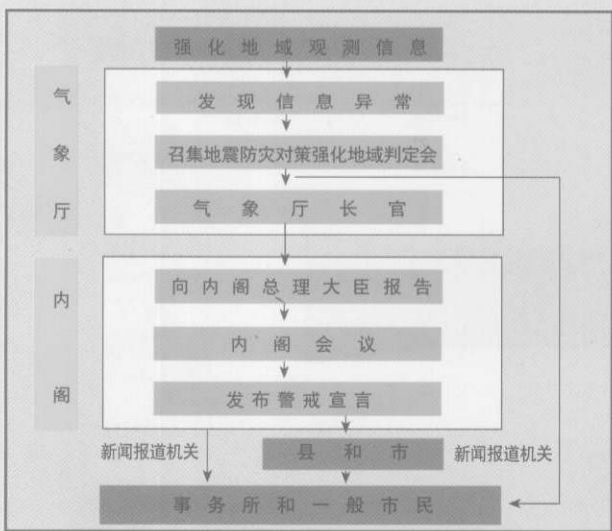 强化地域观测信息
气象厅
发现信息异常
召集地震防灾对策强化地域判定会
气象厅长官
内阁
向内阁总理大臣报告
内阁会议
发布警戒宣言
新闻报道机关
县和市
新闻报道机关
事务所和一般市民